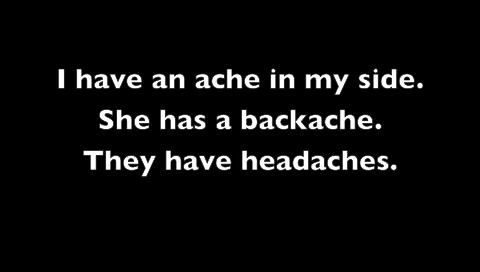 I have an ache in my side.
She has a backache.
They have headaches.